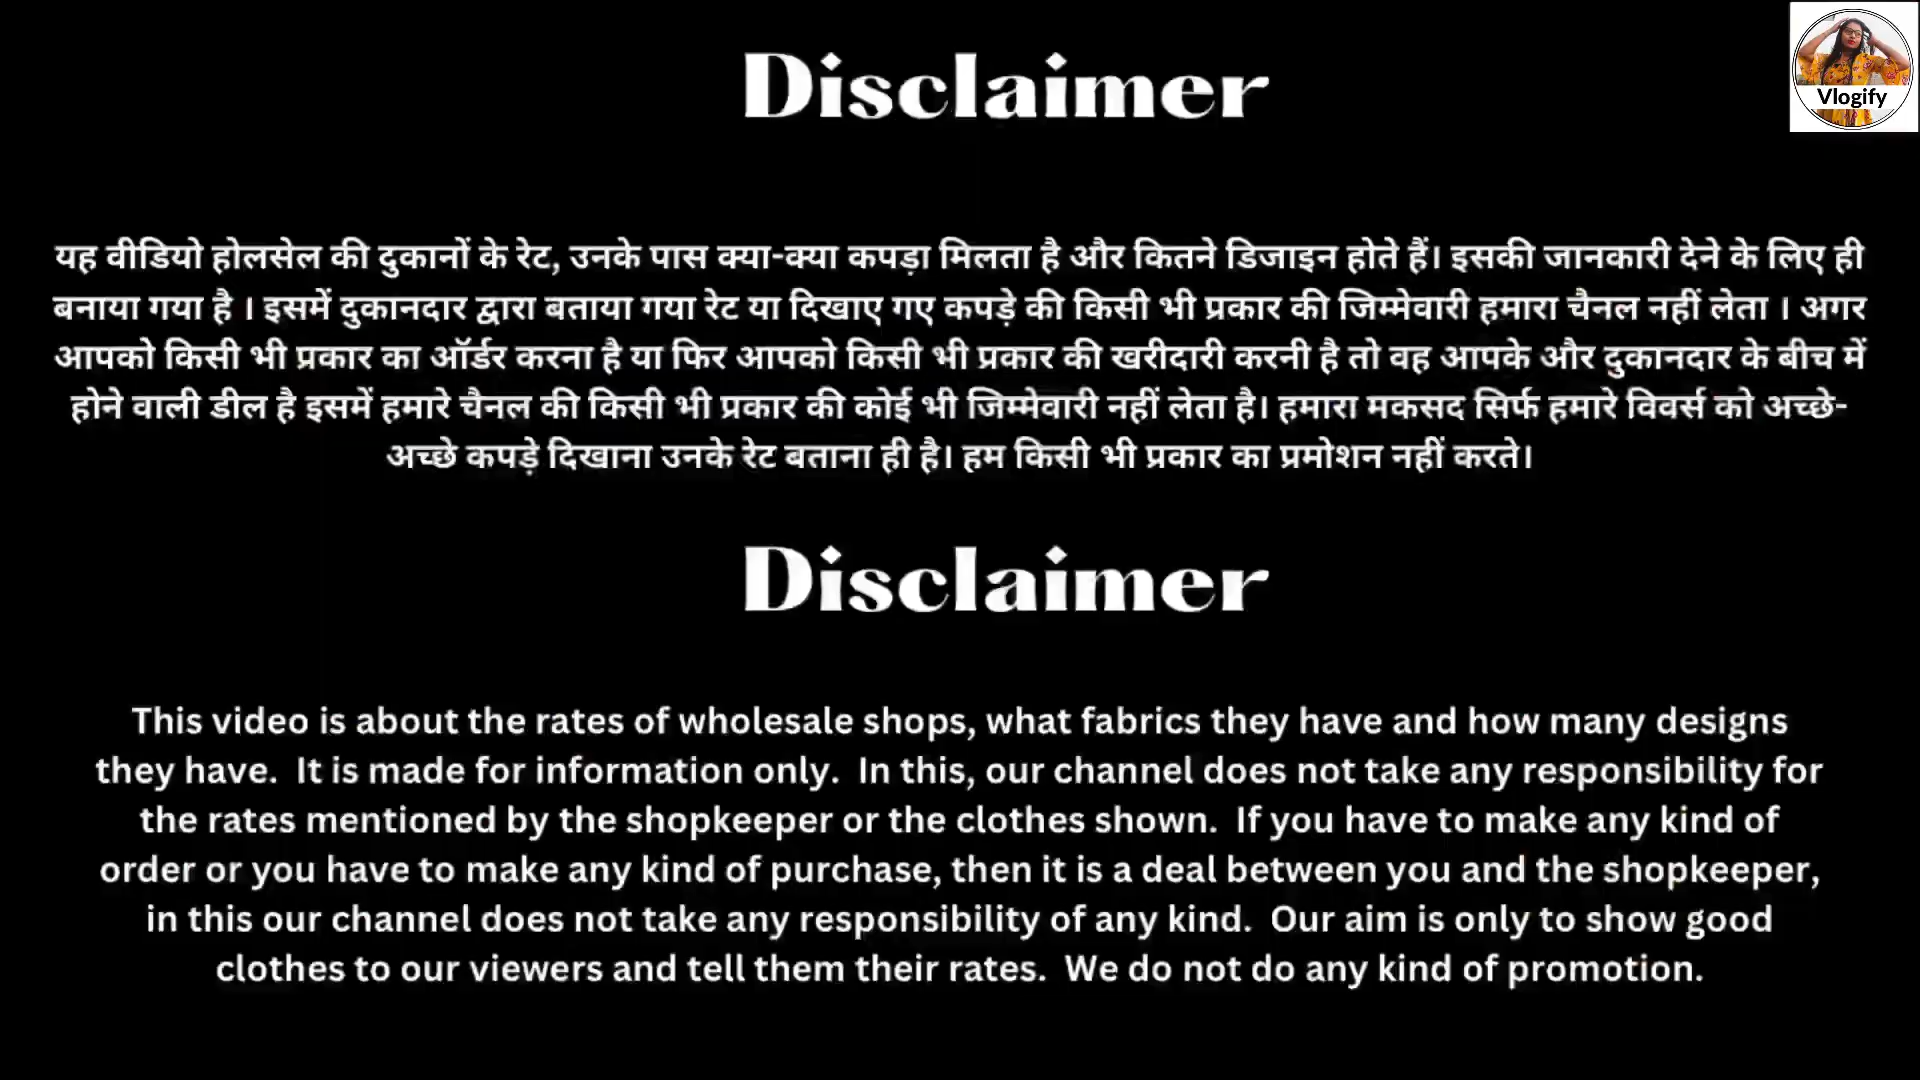 Disclaimer
Vlogify
यह वीडियो होलसेल की दुकानों के रेट, उनके पास क्या-क्या कपड़ा मिलता है और कितने डिजाइन होते हैं। इसकी जानकारी देने के लिए ही
बनाया गया है । इसमें दुकानदार द्वारा बताया गया रेट या दिखाए गए कपड़े की किसी भी प्रकार की जिम्मेवारी हमारा चैनल नहीं लेता । अगर
आपको किसी भी प्रकार का ऑर्डर करना है या फिर आपको किसी भी प्रकार की खरीदारी करनी है तो वह आपके और दुकानदार के बीच में
होने वाली डील है इसमें हमारे चैनल की किसी भी प्रकार की कोई भी जिम्मेवारी नहीं लेता है। हमारा मकसद सिर्फ हमारे विवर्स को अच्छे-
अच्छे कपड़े दिखाना उनके रेट बताना ही है। हम किसी भी प्रकार का प्रमोशन नहीं करते।
Disclaimer
This video is about the rates of wholesale shops, what fabrics they have and how many designs
they have.  It is made for information only.  In this, our channel does not take any responsibility for
the rates mentioned by the shopkeeper or the clothes shown.  If you have to make any kind of
order or you have to make any kind of purchase, then it is a deal between you and the shopkeeper,
in this our channel does not take any responsibility of any kind.  Our aim is only to show good
clothes to our viewers and tell them their rates.  We do not do any kind of promotion.